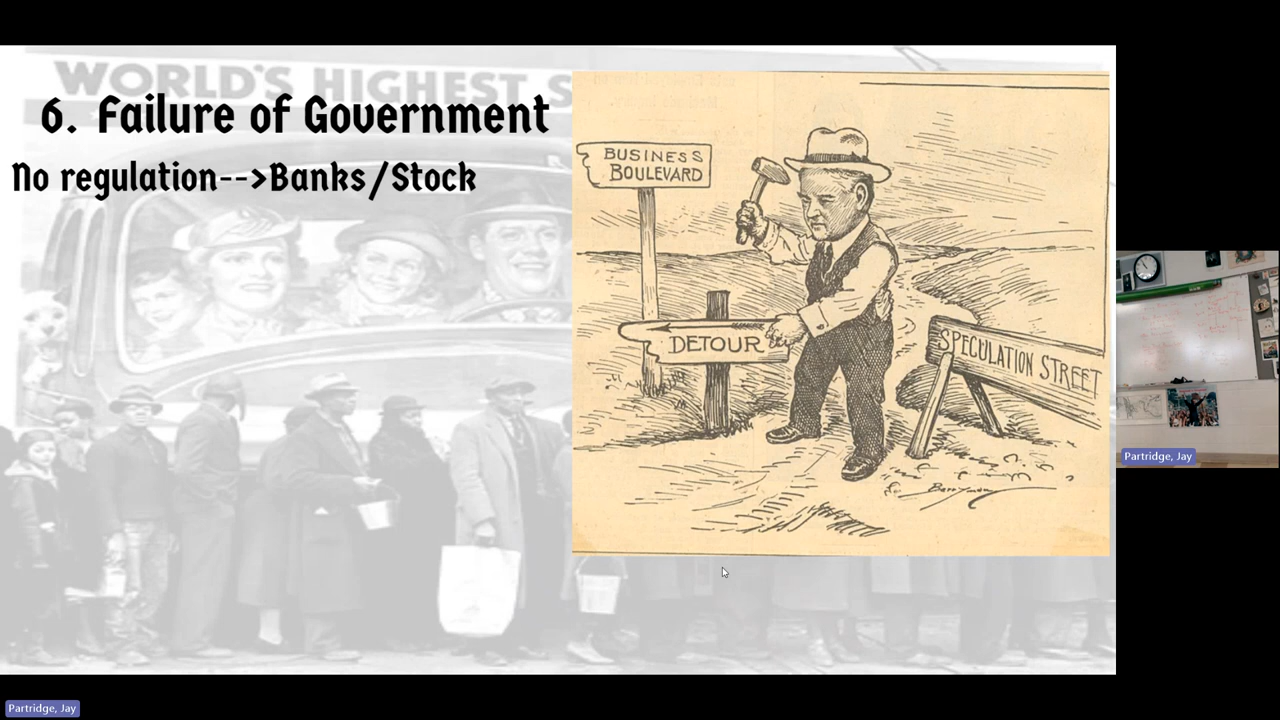 WORLD'S HIGHEST S
6. Failure of Government
No regulation-->Banks/Stock
BUSINESS
BOULEVARD
DETOUR
SPECULATION STREET
Berryman
Partridge, Jay
Partridge, Jay